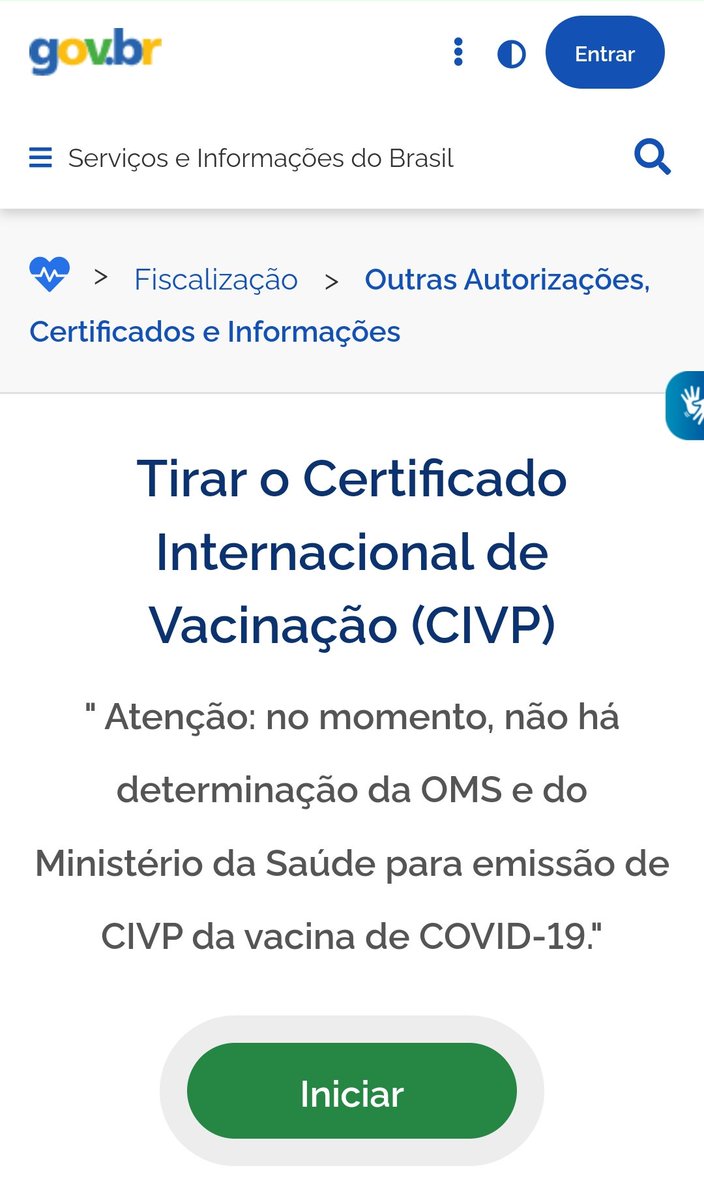 gov.br
Entrar
Serviços e Informações do Brasil
> Fiscalização > Outras Autorizações,
Certificados e Informações
Tirar o Certificado
Internacional de
Vacinação (CIVP)
" Atenção: no momento, não há
determinação da OMS e do
Ministério da Saúde para emissão de
CIVP da vacina de COVID-19."
Iniciar